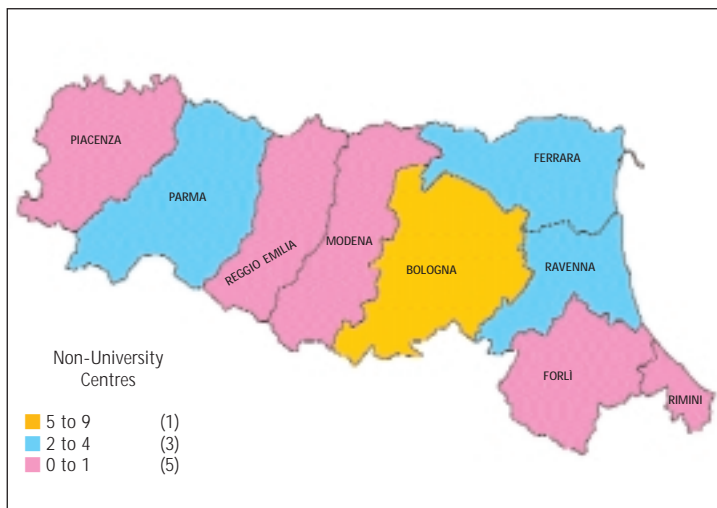 PIACENZA
PARMA
REGGIO EMILIA
MODENA
BOLOGNA
FERRARA
RAVENNA
FORLÌ
RIMINI
Non-University
Centres
5 to 9 (1)
2 to 4 (3)
0 to 1 (5)